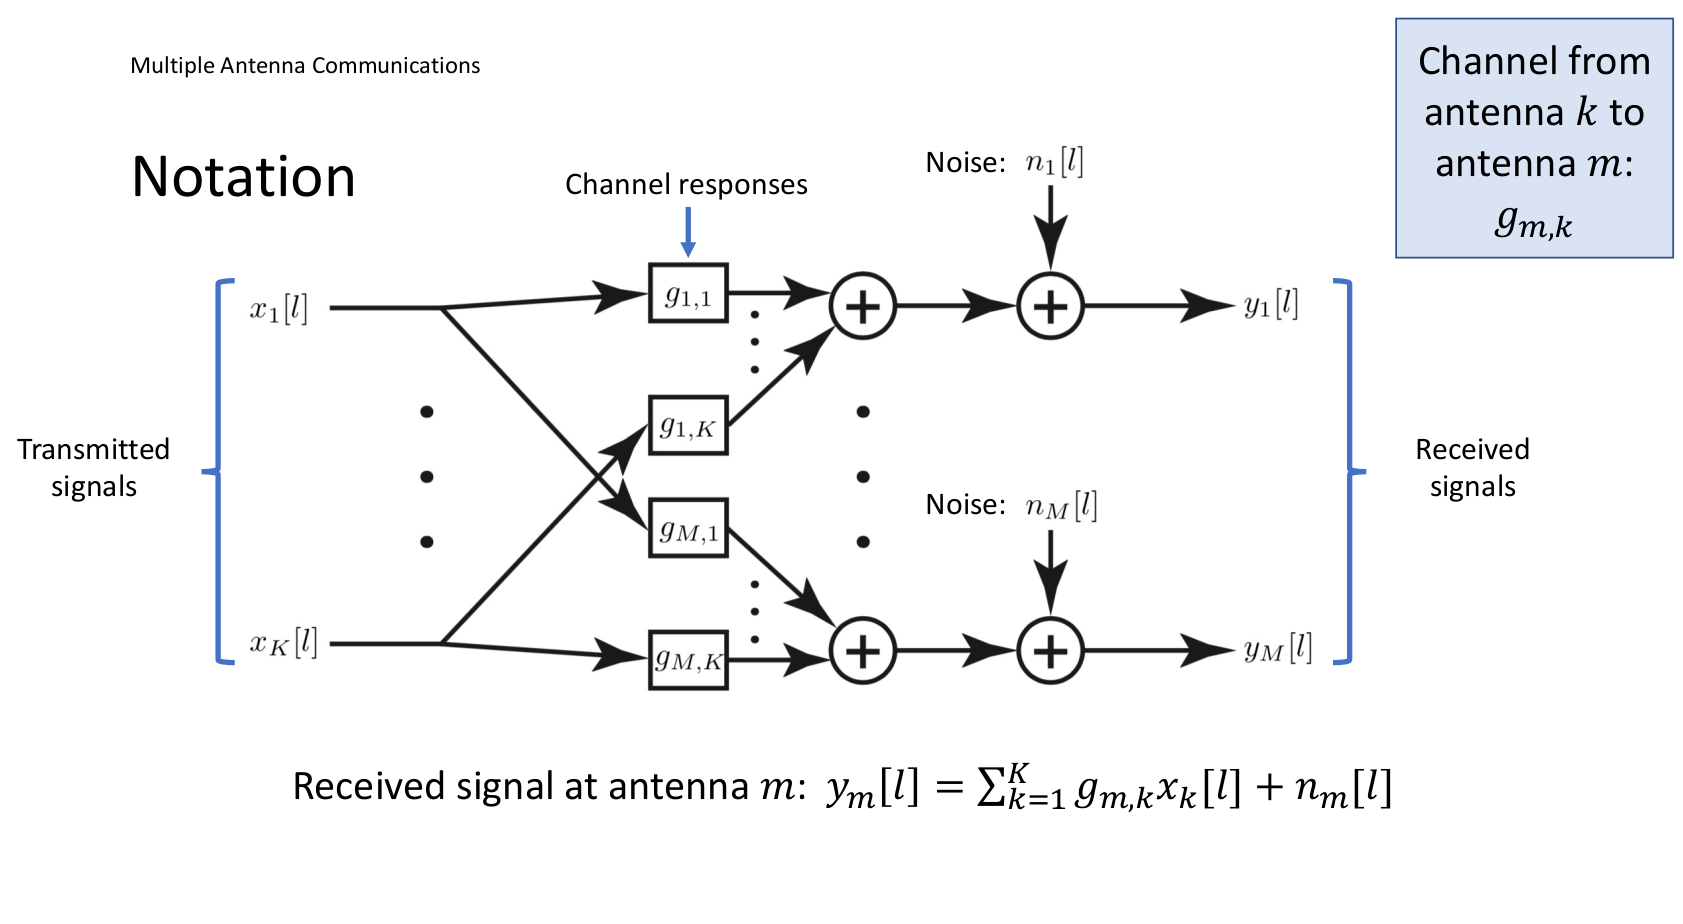 Multiple Antenna Communications
Channel from
antenna k to
antenna m:
g_{m,k}
Notation
Channel responses
Noise: n_1[l]
x_1[l]
g_{1,1}
+
+
y_1[l]
g_{1,K}
Transmitted
signals
Received
signals
Noise: n_M[l]
g_{M,1}
x_K[l]
g_{M,K}
+
+
y_M[l]
Received signal at antenna m: y_m[l] = ∑_{k=1}^{K} g_{m,k}x_k[l] + n_m[l]